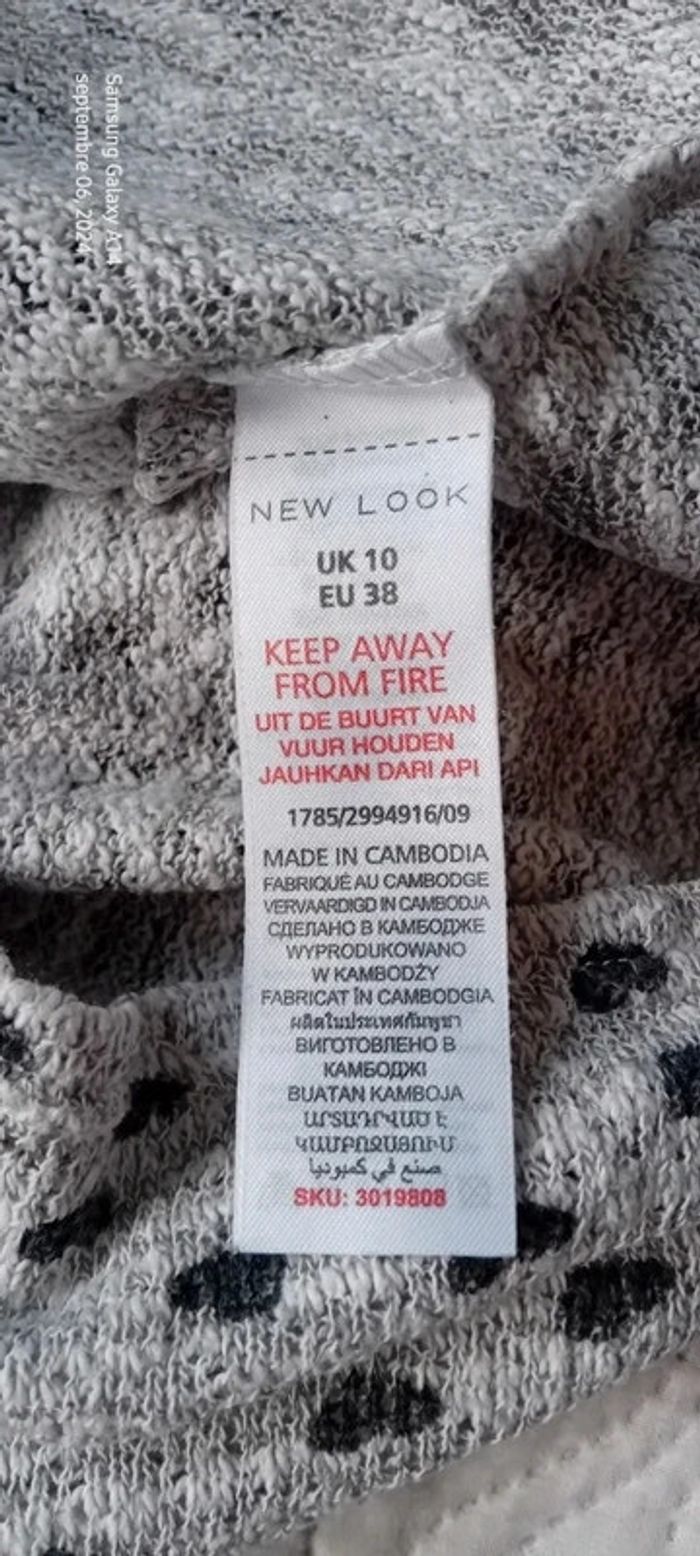 Samsung Galaxy A14
septembre 06, 2024
NEW LOOK
UK 10
EU 38
KEEP AWAY
FROM FIRE
UIT DE BUURT VAN
VUUR HOUDEN
JAUHKAN DARI API
1785/2994916/09
MADE IN CAMBODIA
FABRIQUÉ AU CAMBODGE
VERVAARDIGD IN CAMBODJA
СДЕЛАНО В КАМБОДЖЕ
WYPRODUKOWANO
W KAMBODŻY
FABRICAT ÎN CAMBODGIA
ผลิตในประเทศกัมพูชา
ВИГОТОВЛЕНО В
КАМБОДЖІ
BUATAN KAMBOJA
ԱՐՏԱԴՐՎԱԾ Է
ԿԱՄԲՈՋԱՅՈՒՄ
صنع في كمبوديا
SKU: 3019808